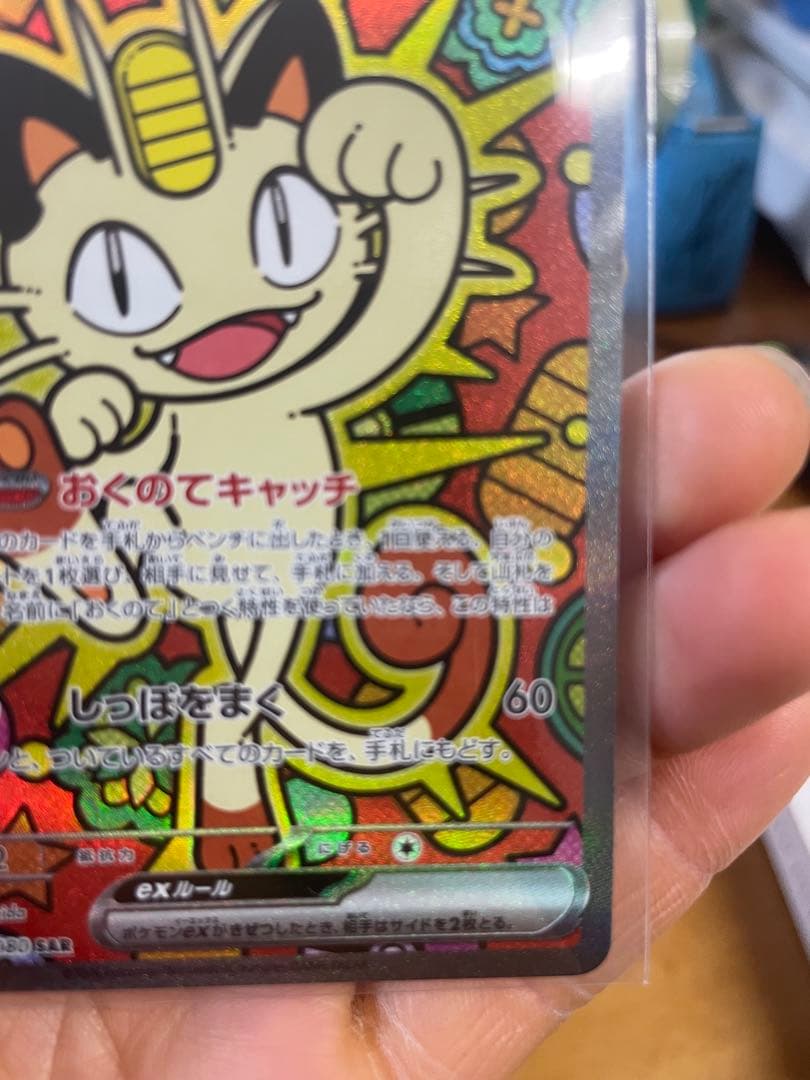 おくのてキャッチ
のカードを手札からベンチに出したとき、1回使える。自分の
ドを1枚選び、相手に見せて、手札に加える。そして山札を
名前に「おくのて」とつく特性を使っていたなら、この特性は
しっぽをまく 60
ンと、ついているすべてのカードを、手札にもどす。
抵抗力 にげる
exルール
ポケモンexがきぜつしたとき、相手はサイドを2枚とる。
080 SAR